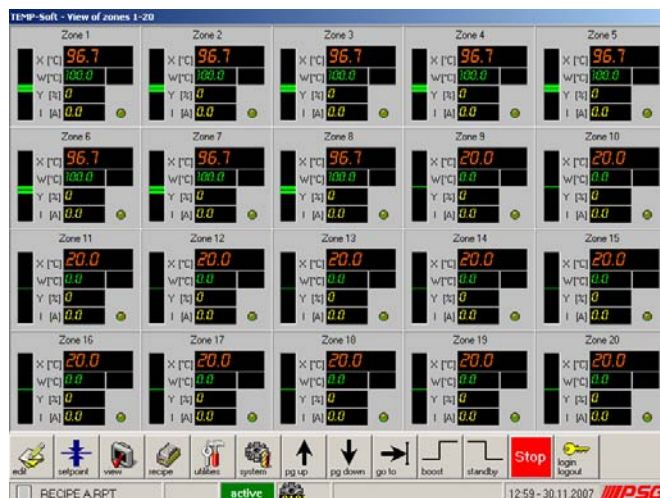 TEMP-Soft - View of zones 1-20
Zone 1 Zone 2 Zone 3 Zone 4 Zone 5
X [°C] 96.7 X [°C] 96.7 X [°C] 96.7 X [°C] 96.7 X [°C] 96.7
W[°C] 100.0 W[°C] 100.0 W[°C] 100.0 W[°C] 100.0 W[°C] 100.0
Y [%] 0 Y [%] 0 Y [%] 0 Y [%] 0 Y [%] 0
I [A] 0.0 I [A] 0.0 I [A] 0.0 I [A] 0.0 I [A] 0.0
Zone 6 Zone 7 Zone 8 Zone 9 Zone 10
X [°C] 96.7 X [°C] 96.7 X [°C] 96.7 X [°C] 20.0 X [°C] 20.0
W[°C] 100.0 W[°C] 100.0 W[°C] 100.0 W[°C] 0.0 W[°C] 0.0
Y [%] 0 Y [%] 0 Y [%] 0 Y [%] 0 Y [%] 0
I [A] 0.0 I [A] 0.0 I [A] 0.0 I [A] 0.0 I [A] 0.0
Zone 11 Zone 12 Zone 13 Zone 14 Zone 15
X [°C] 20.0 X [°C] 20.0 X [°C] 20.0 X [°C] 20.0 X [°C] 20.0
W[°C] 0.0 W[°C] 0.0 W[°C] 0.0 W[°C] 0.0 W[°C] 0.0
Y [%] 0 Y [%] 0 Y [%] 0 Y [%] 0 Y [%] 0
I [A] 0.0 I [A] 0.0 I [A] 0.0 I [A] 0.0 I [A] 0.0
Zone 16 Zone 17 Zone 18 Zone 19 Zone 20
X [°C] 20.0 X [°C] 20.0 X [°C] 20.0 X [°C] 20.0 X [°C] 20.0
W[°C] 0.0 W[°C] 0.0 W[°C] 0.0 W[°C] 0.0 W[°C] 0.0
Y [%] 0 Y [%] 0 Y [%] 0 Y [%] 0 Y [%] 0
I [A] 0.0 I [A] 0.0 I [A] 0.0 I [A] 0.0 I [A] 0.0
edit setpoint view recipe utilities system pg up pg down go to boost standby Stop login
logout
RECIPE A.RPT active 12:59 - 30.11.2007 PSG